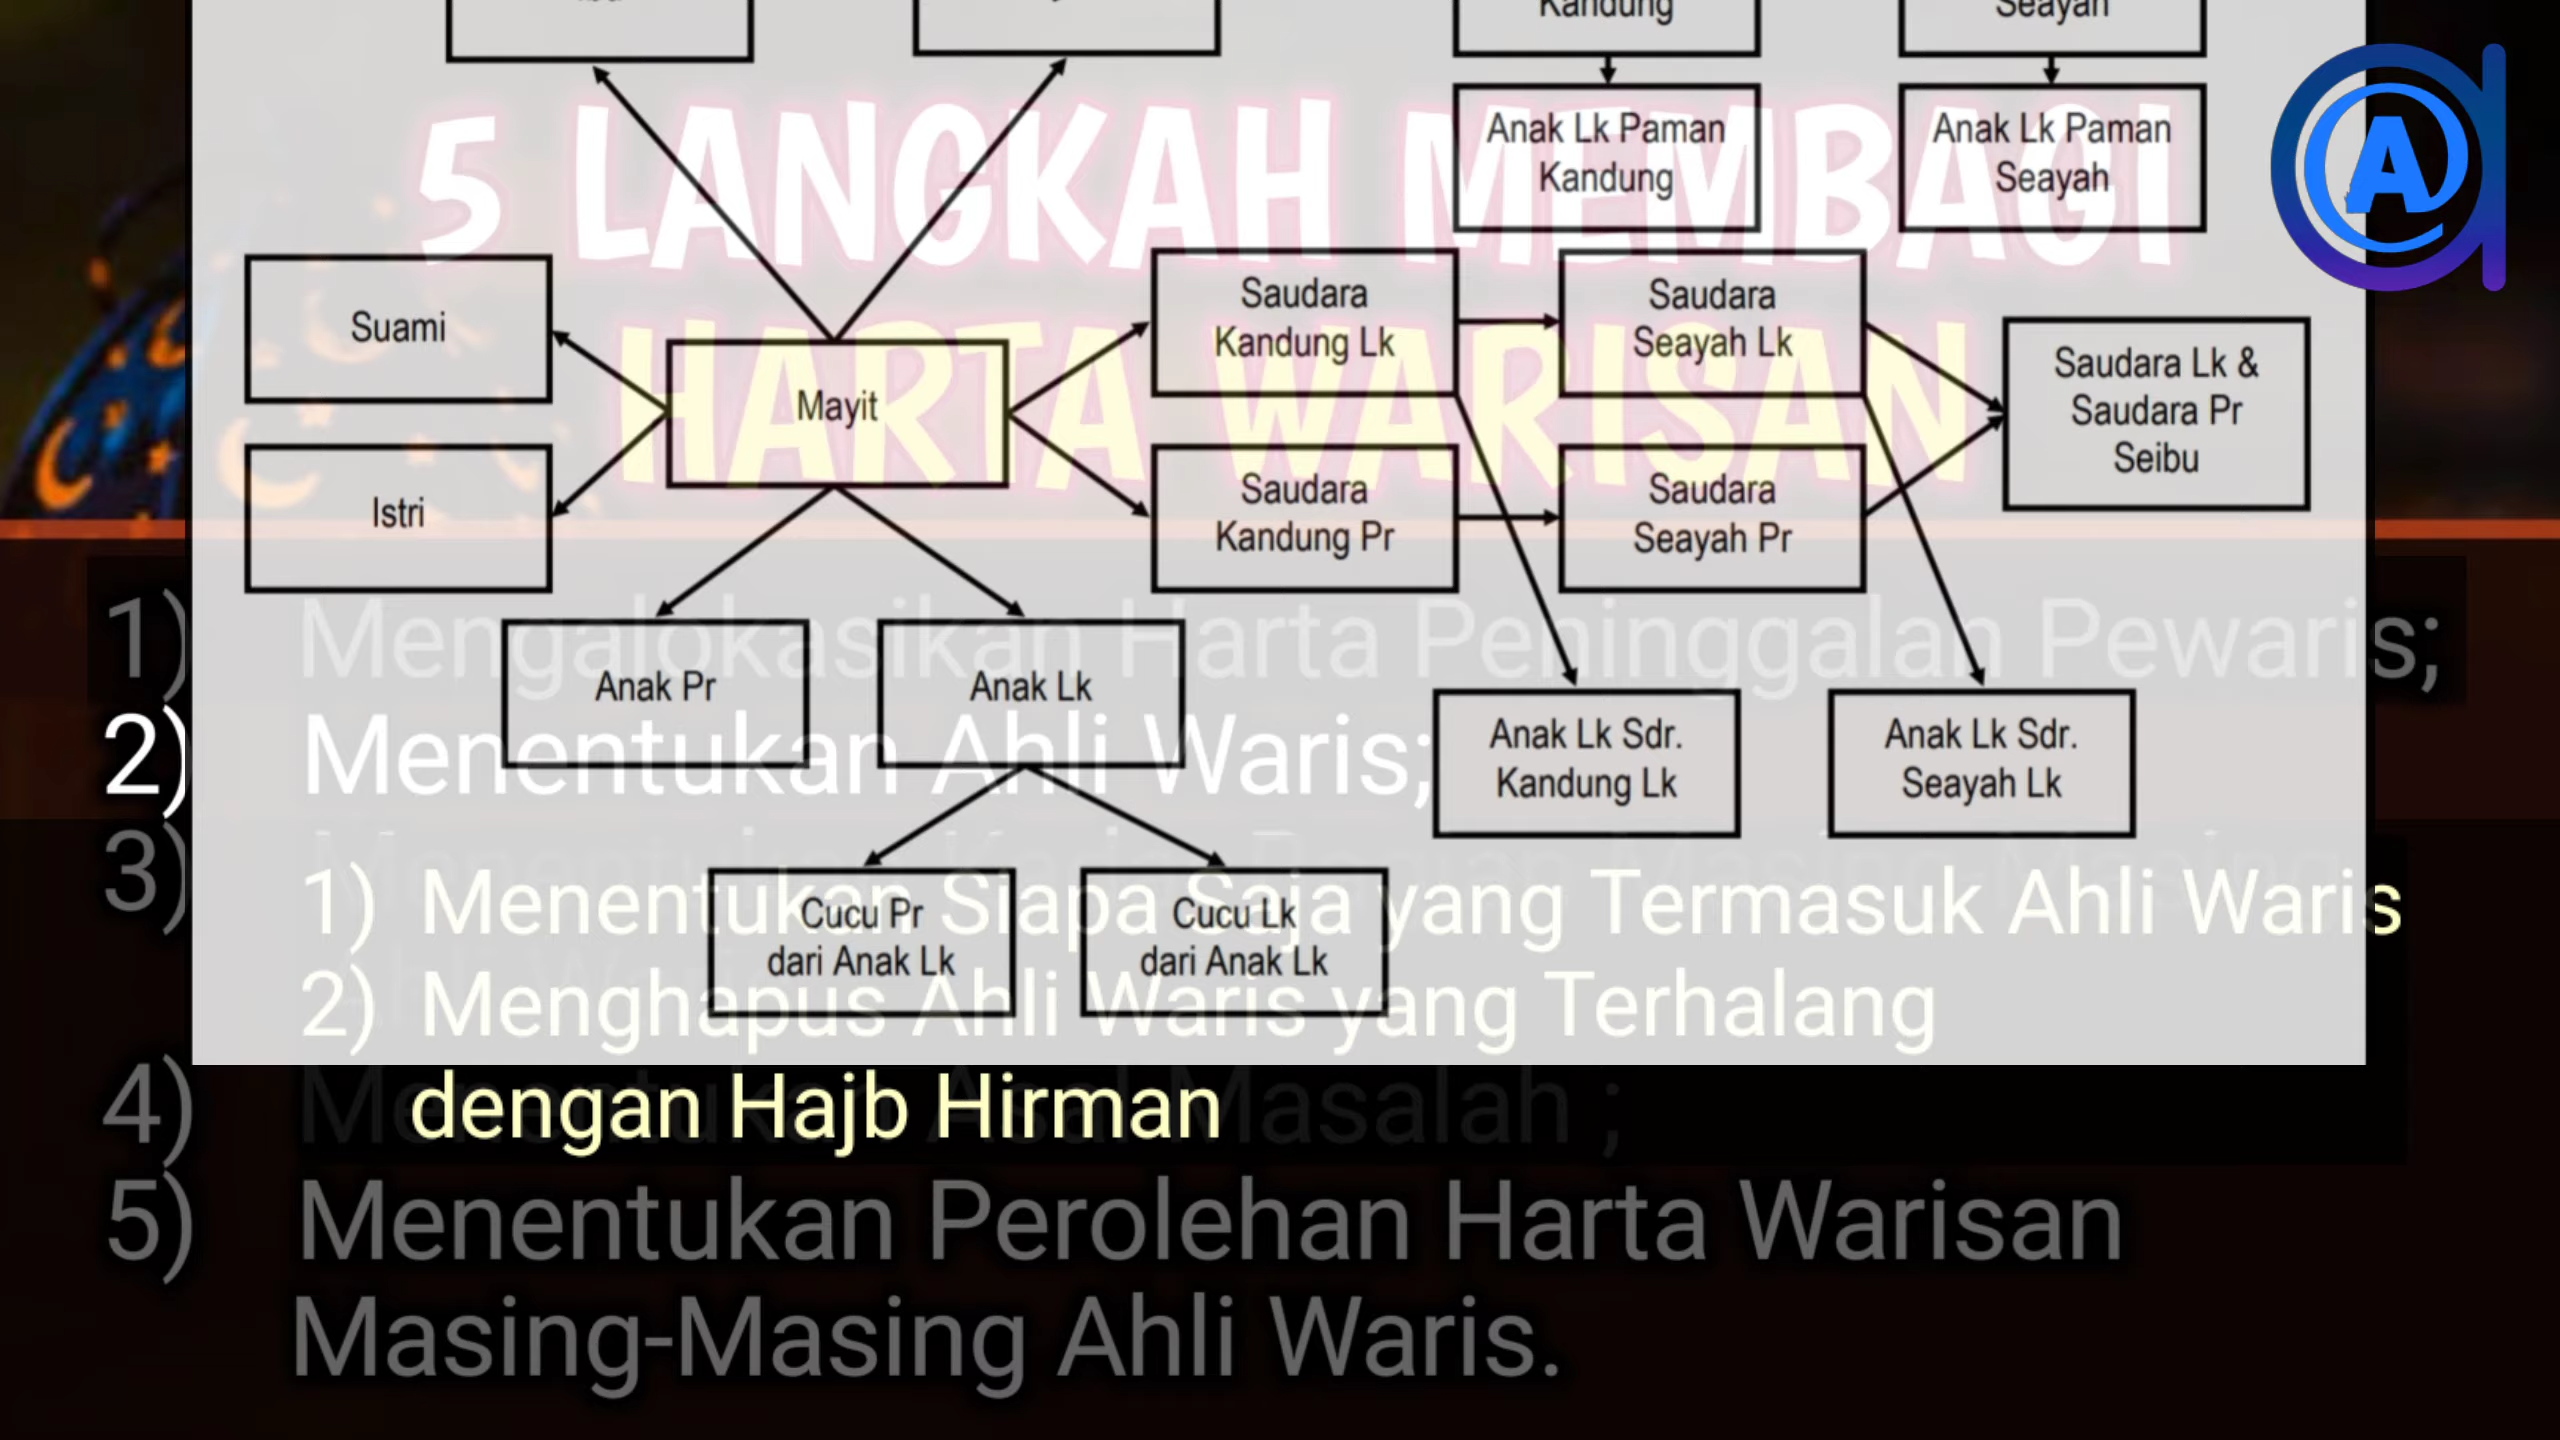 Kandung
Seayah
Anak Lk Paman
Kandung
Anak Lk Paman
Seayah
5 LANGKAH MEMBAGI
HARTA WARISAN
Suami
Istri
Mayit
Saudara
Kandung Lk
Saudara
Seayah Lk
Saudara Lk &
Saudara Pr
Seibu
Saudara
Kandung Pr
Saudara
Seayah Pr
Anak Pr
Anak Lk
Anak Lk Sdr.
Kandung Lk
Anak Lk Sdr.
Seayah Lk
Cucu Pr
dari Anak Lk
Cucu Lk
dari Anak Lk
1) Mengalokasikan Harta Peninggalan Pewaris;
2) Menentukan Ahli Waris;
1) Menentukan Siapa Saja yang Termasuk Ahli Waris
2) Menghapus Ahli Waris yang Terhalang
dengan Hajb Hirman
3)
4) Menentukan Asal Masalah ;
5) Menentukan Perolehan Harta Warisan
Masing-Masing Ahli Waris.
A